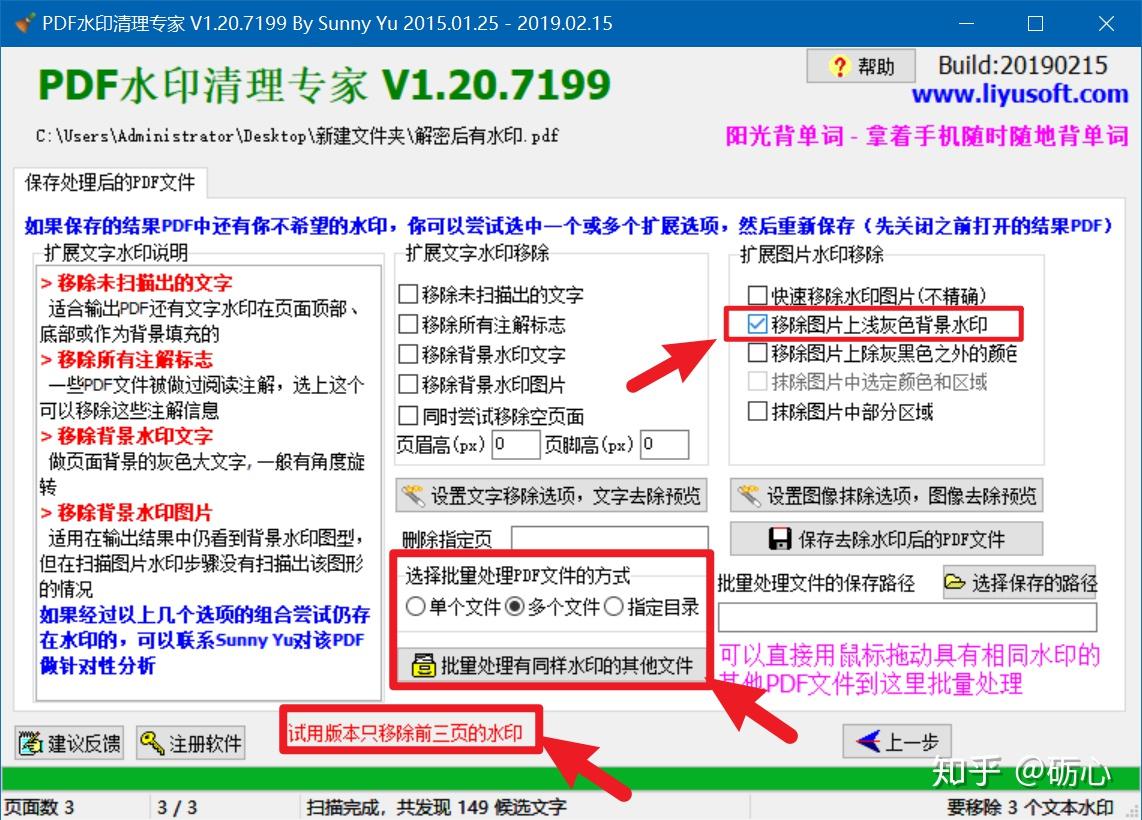 PDF水印清理专家 V1.20.7199 By Sunny Yu 2015.01.25 - 2019.02.15
PDF水印清理专家 V1.20.7199
帮助
Build:20190215
www.liyusoft.com
C:\Users\Administrator\Desktop\新建文件夹\解密后有水印.pdf
阳光背单词 - 拿着手机随时随地背单词
保存处理后的PDF文件
如果保存的结果PDF中还有你不希望的水印，你可以尝试选中一个或多个扩展选项，然后重新保存（先关闭之前打开的结果PDF）
扩展文字水印说明
> 移除未扫描出的文字
适合输出PDF还有文字水印在页面顶部、
底部或作为背景填充的
> 移除所有注解标志
一些PDF文件被做过阅读注解，选上这个
可以移除这些注解信息
> 移除背景水印文字
做页面背景的灰色大文字,一般有角度旋
转
> 移除背景水印图片
适用在输出结果中仍看到背景水印图型，
但在扫描图片水印步骤没有扫描出该图形
的情况
如果经过以上几个选项的组合尝试仍存
在水印的，可以联系Sunny Yu对该PDF
做针对性分析
扩展文字水印移除
移除未扫描出的文字
移除所有注解标志
移除背景水印文字
移除背景水印图片
同时尝试移除空页面
页眉高(px) 0 页脚高(px) 0
设置文字移除选项，文字去除预览
删除指定页
选择批量处理PDF文件的方式
单个文件 多个文件 指定目录
批量处理有同样水印的其他文件
扩展图片水印移除
快速移除水印图片(不精确)
移除图片上浅灰色背景水印
移除图片上除灰黑色之外的颜色
抹除图片中选定颜色和区域
抹除图片中部分区域
设置图像抹除选项，图像去除预览
保存去除水印后的PDF文件
批量处理文件的保存路径
选择保存的路径
可以直接用鼠标拖动具有相同水印的
其他PDF文件到这里批量处理
建议反馈
注册软件
试用版本只移除前三页的水印
上一步
知乎 @砺心
页面数 3
3 / 3
扫描完成，共发现 149 候选文字
要移除 3 个文本水印